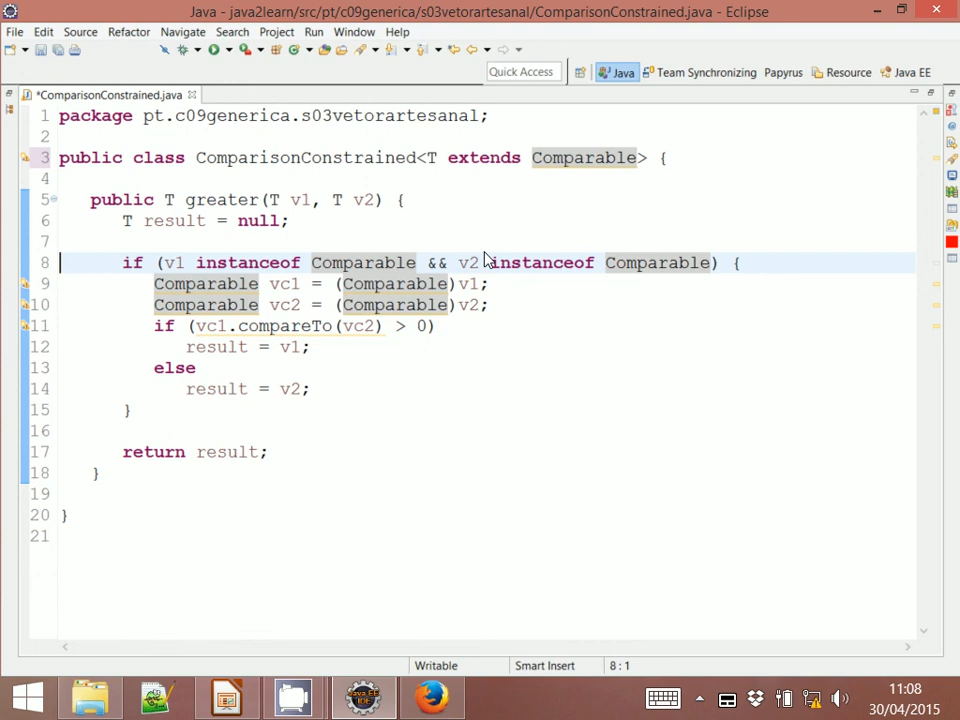 Java - java2learn/src/pt/c09generica/s03vetorartesanal/ComparisonConstrained.java - Eclipse
File Edit Source Refactor Navigate Search Project Run Window Help
Quick Access Java Team Synchronizing Papyrus Resource Java EE
*ComparisonConstrained.java
1 package pt.c09generica.s03vetorartesanal;
2
3 public class ComparisonConstrained<T extends Comparable> {
4
5 public T greater(T v1, T v2) {
6 T result = null;
7
8 if (v1 instanceof Comparable && v2 instanceof Comparable) {
9 Comparable vc1 = (Comparable)v1;
10 Comparable vc2 = (Comparable)v2;
11 if (vc1.compareTo(vc2) > 0)
12 result = v1;
13 else
14 result = v2;
15 }
16
17 return result;
18 }
19
20 }
21
Writable Smart Insert 8 : 1
Java EE
IDE
11:08
30/04/2015